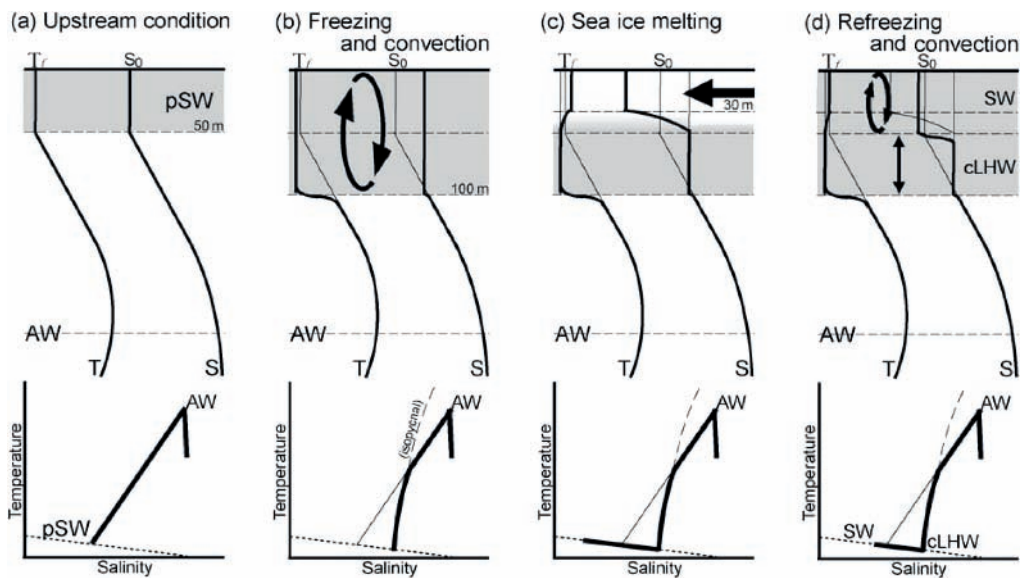 (a) Upstream condition
Tf
S0
pSW
50 m
AW
T
S
(b) Freezing
and convection
Tf
S0
100 m
AW
T
S
(c) Sea ice melting
Tf
S0
30 m
AW
T
S
(d) Refreezing
and convection
Tf
S0
SW
cLHW
AW
T
S
Temperature
AW
pSW
Salinity
Temperature
(isopycnal)
AW
Salinity
Temperature
AW
Salinity
Temperature
AW
SW
cLHW
Salinity